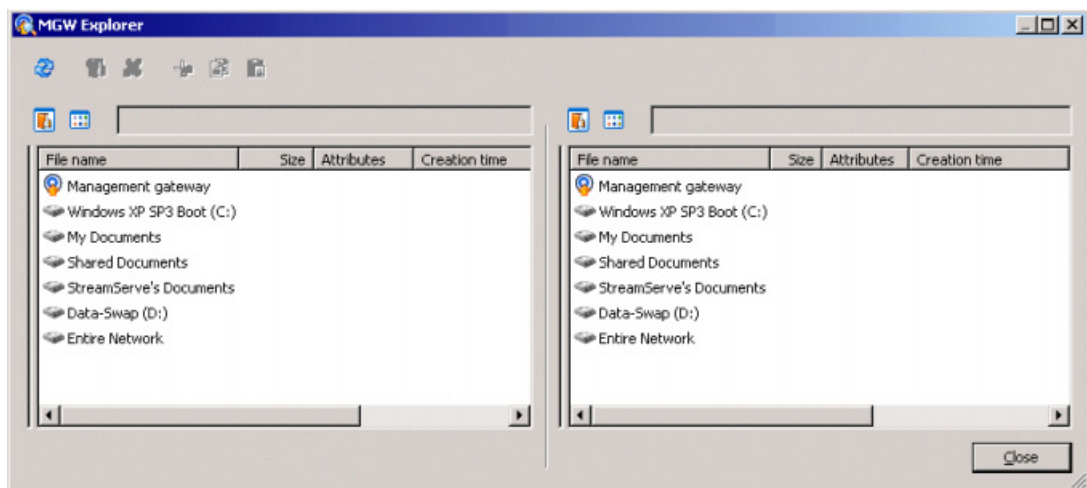 MGW Explorer
File name Size Attributes Creation time
Management gateway
Windows XP SP3 Boot (C:)
My Documents
Shared Documents
StreamServe's Documents
Data-Swap (D:)
Entire Network
File name Size Attributes Creation time
Management gateway
Windows XP SP3 Boot (C:)
My Documents
Shared Documents
StreamServe's Documents
Data-Swap (D:)
Entire Network
Close